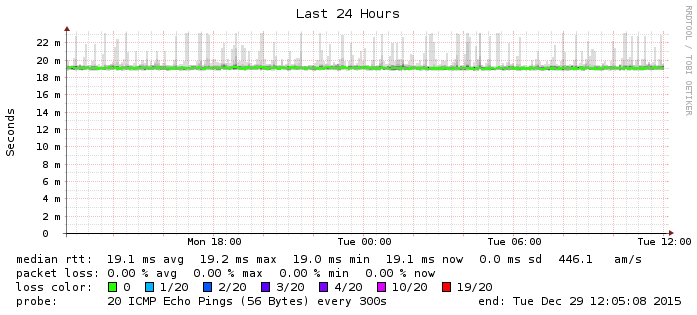 Last 24 Hours
RRDTOOL / TOBI OETIKER
Seconds
22 m
20 m
18 m
16 m
14 m
12 m
10 m
8 m
6 m
4 m
2 m
0
Mon 18:00 Tue 00:00 Tue 06:00 Tue 12:00
median rtt: 19.1 ms avg 19.2 ms max 19.0 ms min 19.1 ms now 0.0 ms sd 446.1 am/s
packet loss: 0.00 % avg 0.00 % max 0.00 % min 0.00 % now
loss color: 0 1/20 2/20 3/20 4/20 10/20 19/20
probe: 20 ICMP Echo Pings (56 Bytes) every 300s end: Tue Dec 29 12:05:08 2015